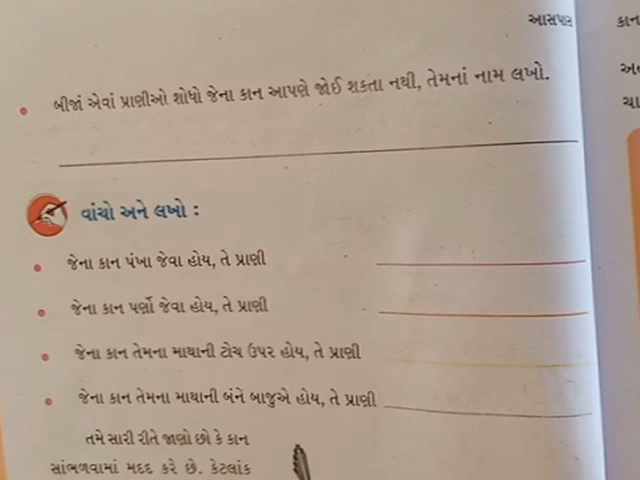 આસપાસ
બીજાં એવાં પ્રાણીઓ શોધો જેના કાન આપણે જોઈ શકતા નથી, તેમનાં નામ લખો.
વાંચો અને લખો :
જેના કાન પંખા જેવા હોય, તે પ્રાણી
જેના કાન પર્ણો જેવા હોય, તે પ્રાણી
જેના કાન તેમના માથાની ટોચ ઉપર હોય, તે પ્રાણી
જેના કાન તેમના માથાની બંને બાજુએ હોય, તે પ્રાણી
તમે સારી રીતે જાણો છો કે કાન
સાંભળવામાં મદદ કરે છે. કેટલાંક
કાન
ચા